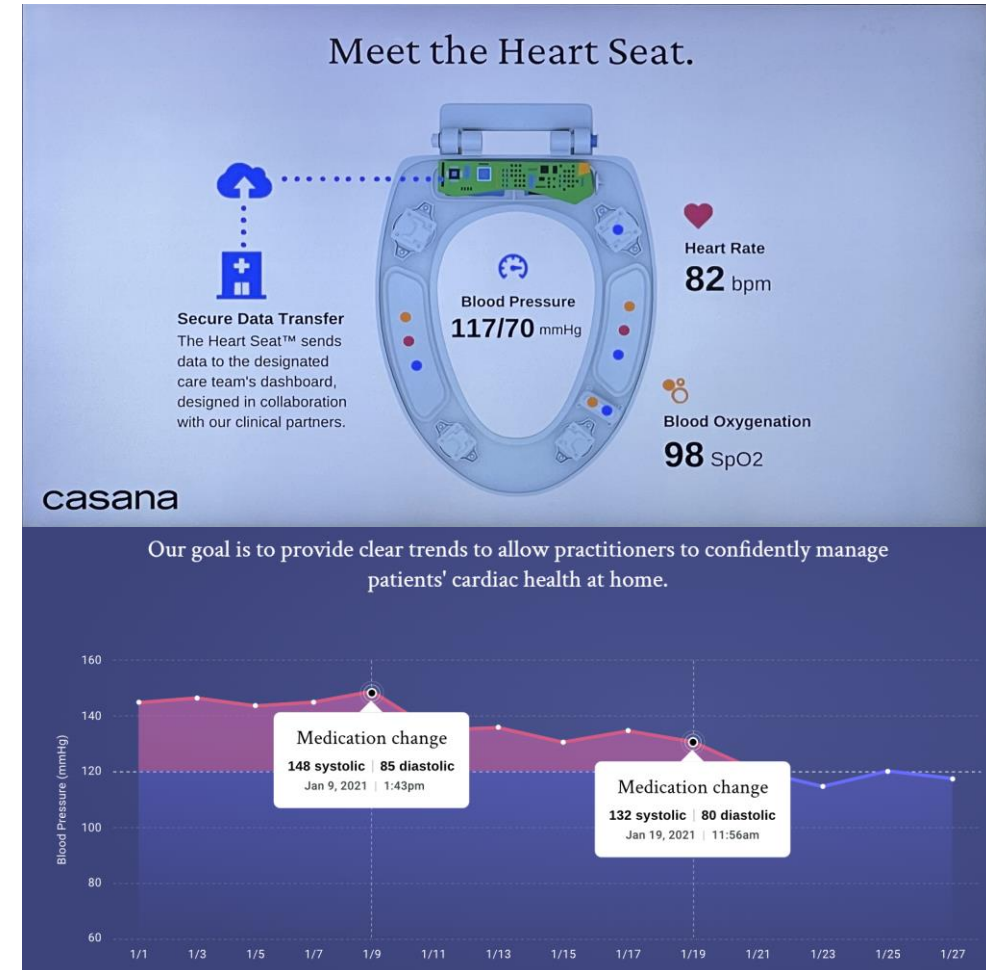 Meet the Heart Seat.
Heart Rate
82 bpm
Blood Pressure
117/70 mmHg
Secure Data Transfer
The Heart Seat™ sends
data to the designated
care team's dashboard,
designed in collaboration
with our clinical partners.
Blood Oxygenation
98 SpO2
casana
Our goal is to provide clear trends to allow practitioners to confidently manage
patients' cardiac health at home.
Blood Pressure (mmHg)
160
140
120
100
80
60
Medication change
148 systolic | 85 diastolic
Jan 9, 2021 | 1:43pm
Medication change
132 systolic | 80 diastolic
Jan 19, 2021 | 11:56am
1/1 1/3 1/5 1/7 1/9 1/11 1/13 1/15 1/17 1/19 1/21 1/23 1/25 1/27